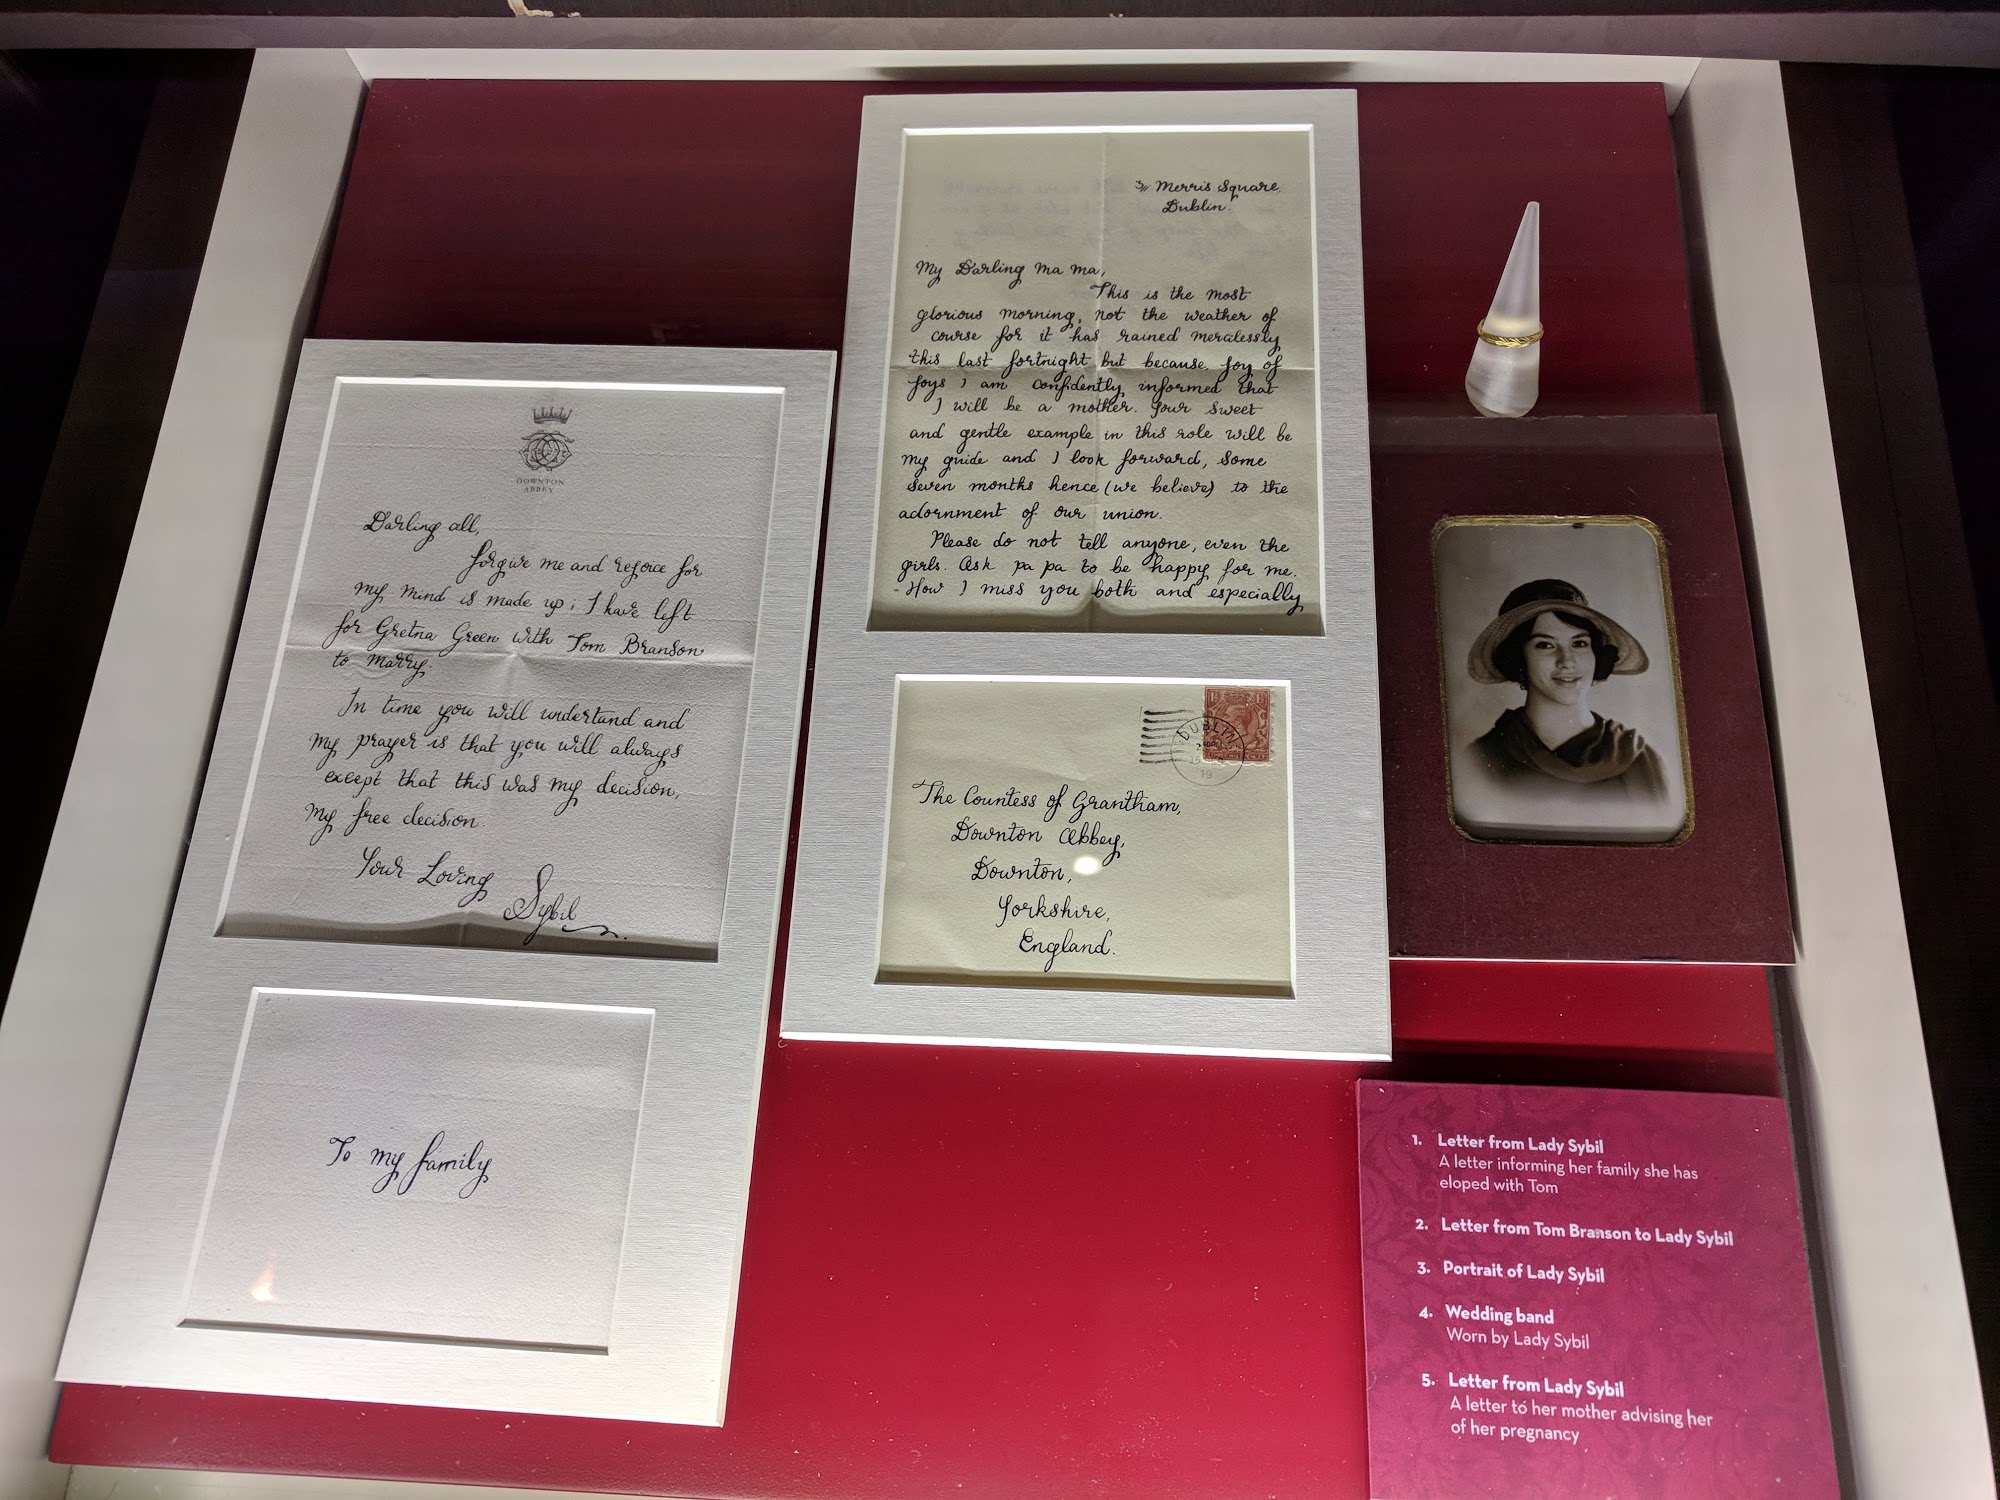 DOWNTON
ABBEY
Darling all,
forgive me and rejoice for
my mind is made up; I have left
for Gretna Green with Tom Branson
to marry.
In time you will understand and
my prayer is that you will always
except that this was my decision,
my free decision.
Your Loving
Sybil
To my family
Merris Square,
Dublin.
My Darling ma ma,
This is the most
glorious morning, not the weather of
course for it has rained mercilessly
this last fortnight but because, joy of
joys I am confidently informed that
I will be a mother. Your sweet
and gentle example in this role will be
my guide and I look forward, some
seven months hence (we believe) to the
adornment of our union.
Please do not tell anyone, even the
girls. Ask pa pa to be happy for me.
- How I miss you both and especially
DUBLIN
19
The Countess of Grantham,
Downton Abbey,
Downton,
Yorkshire,
England.
1. Letter from Lady Sybil
A letter informing her family she has
eloped with Tom
2. Letter from Tom Branson to Lady Sybil
3. Portrait of Lady Sybil
4. Wedding band
Worn by Lady Sybil
5. Letter from Lady Sybil
A letter to her mother advising her
of her pregnancy